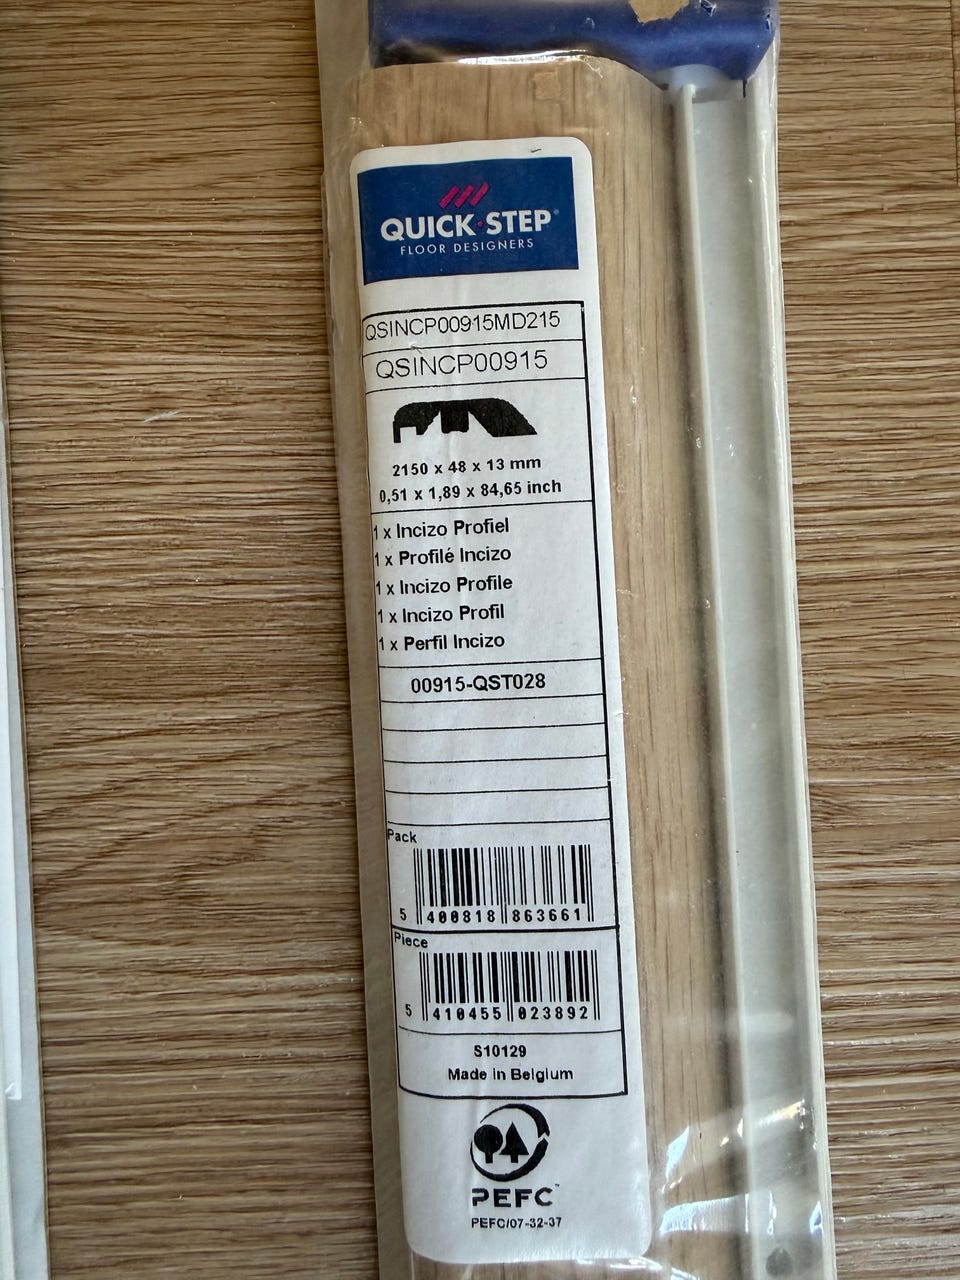 QUICK·STEP®
FLOOR DESIGNERS
QSINCP00915MD215
QSINCP00915
2150 x 48 x 13 mm
0,51 x 1,89 x 84,65 inch
1 x Incizo Profiel
1 x Profilé Incizo
1 x Incizo Profile
1 x Incizo Profil
1 x Perfil Incizo
00915-QST028
Pack
5 400818 863661
Piece
5 410455 023892
S10129
Made in Belgium
PEFC™
PEFC/07-32-37